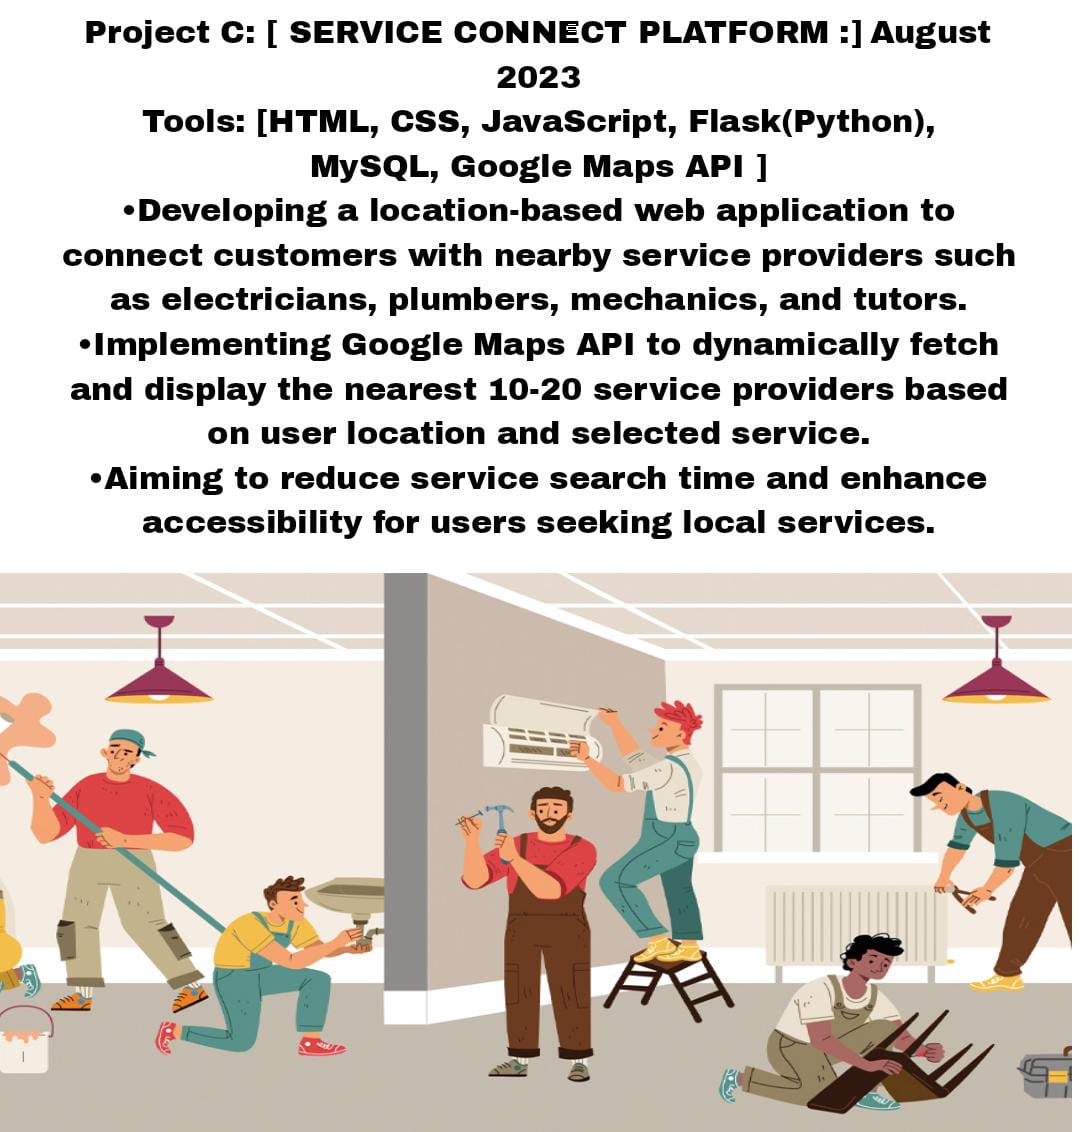 Project C: [ SERVICE CONNECT PLATFORM :] August
2023
Tools: [HTML, CSS, JavaScript, Flask(Python),
MySQL, Google Maps API ]
•Developing a location-based web application to
connect customers with nearby service providers such
as electricians, plumbers, mechanics, and tutors.
•Implementing Google Maps API to dynamically fetch
and display the nearest 10-20 service providers based
on user location and selected service.
•Aiming to reduce service search time and enhance
accessibility for users seeking local services.